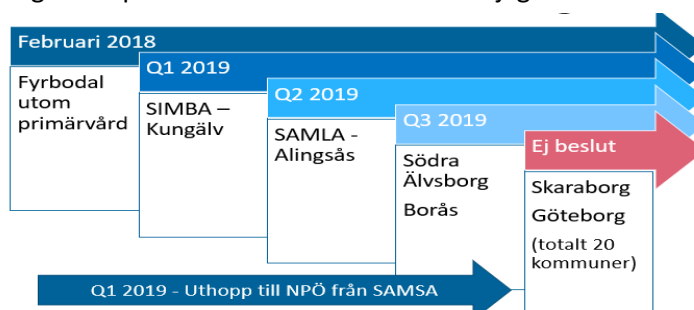 Februari 2018
Fyrbodal
utom
primärvård
Q1 2019
SIMBA –
Kungälv
Q2 2019
SAMLA -
Alingsås
Q3 2019
Södra
Älvsborg
Borås
Ej beslut
Skaraborg
Göteborg
(totalt 20
kommuner)
Q1 2019 - Uthopp till NPÖ från SAMSA